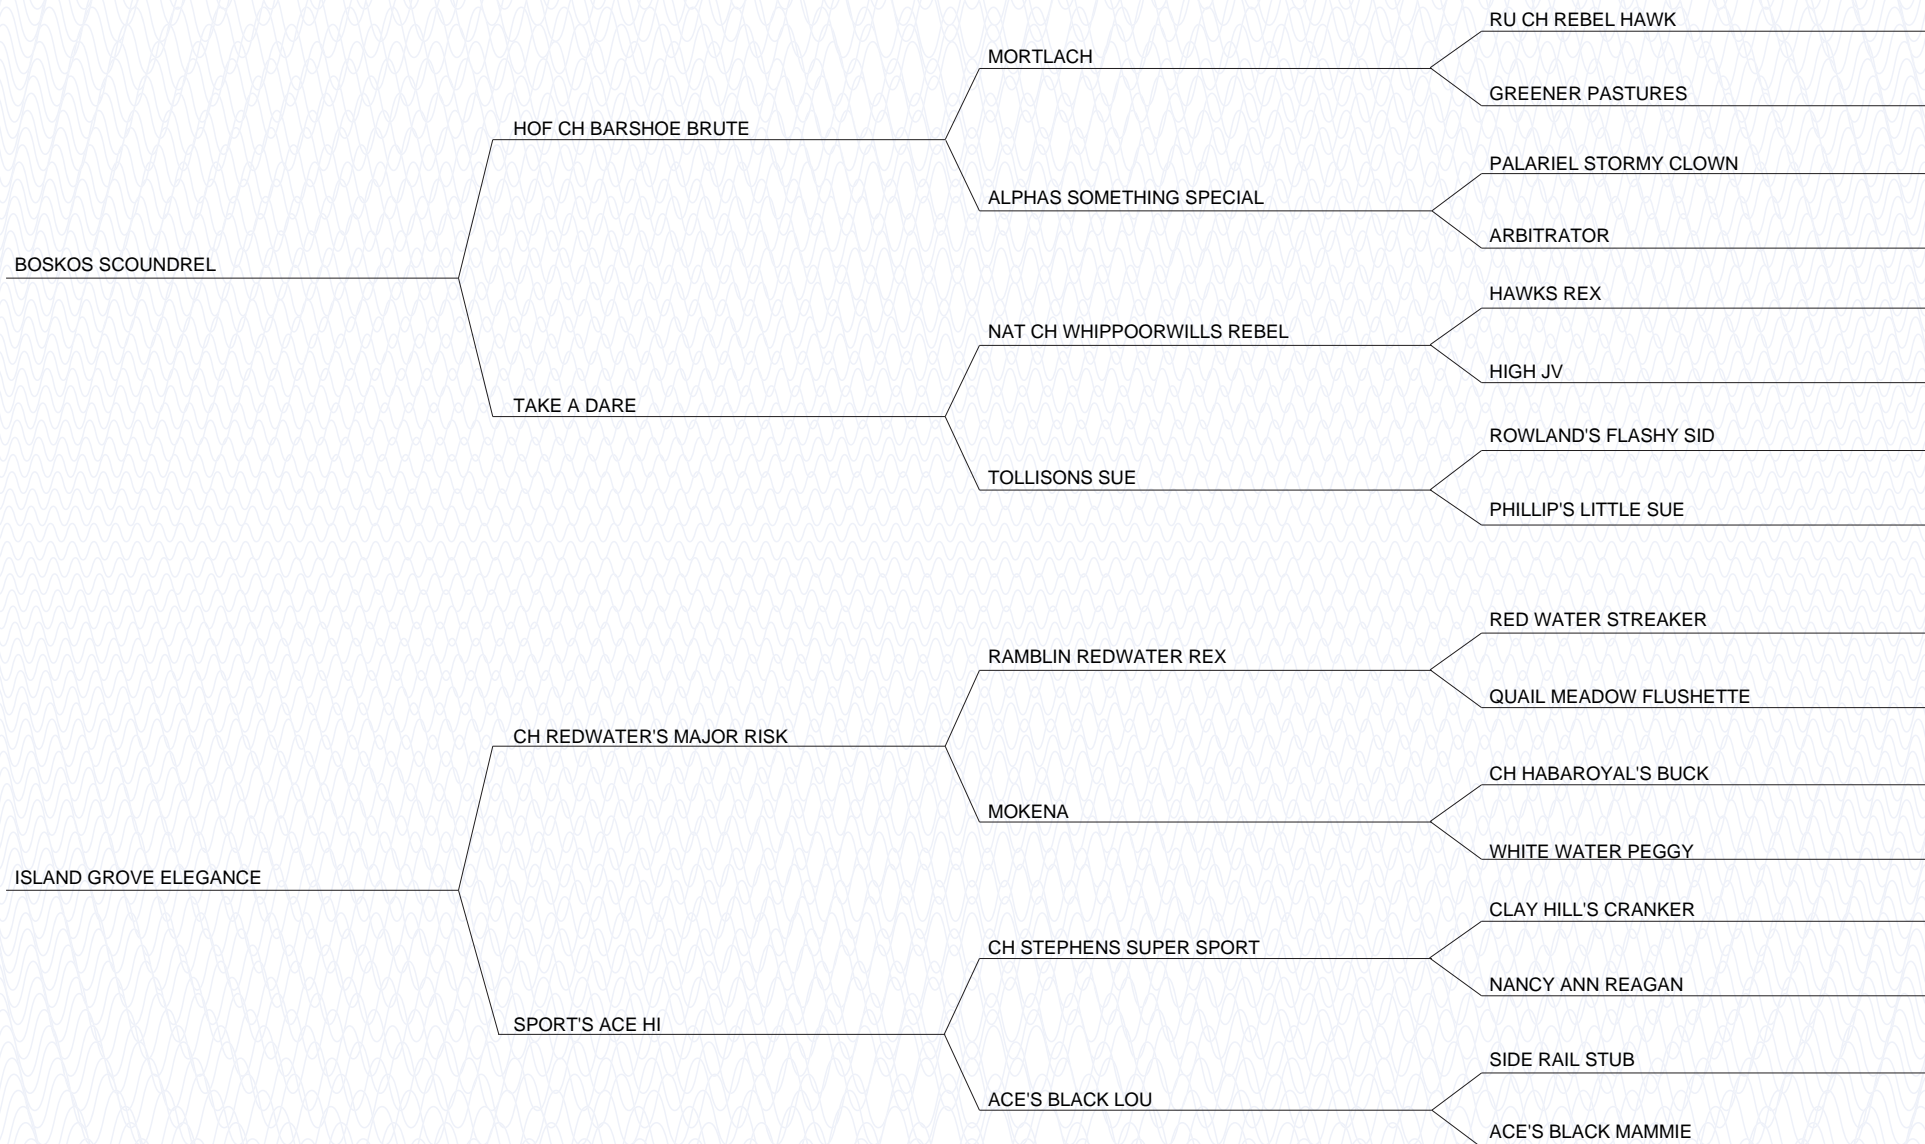 RU CH REBEL HAWK
MORTLACH
GREENER PASTURES
HOF CH BARSHOE BRUTE
PALARIEL STORMY CLOWN
ALPHAS SOMETHING SPECIAL
ARBITRATOR
BOSKOS SCOUNDREL
HAWKS REX
NAT CH WHIPPOORWILLS REBEL
HIGH JV
TAKE A DARE
ROWLAND'S FLASHY SID
TOLLISONS SUE
PHILLIP'S LITTLE SUE
RED WATER STREAKER
RAMBLIN REDWATER REX
QUAIL MEADOW FLUSHETTE
CH REDWATER'S MAJOR RISK
CH HABAROYAL'S BUCK
MOKENA
WHITE WATER PEGGY
ISLAND GROVE ELEGANCE
CLAY HILL'S CRANKER
CH STEPHENS SUPER SPORT
NANCY ANN REAGAN
SPORT'S ACE HI
SIDE RAIL STUB
ACE'S BLACK LOU
ACE'S BLACK MAMMIE